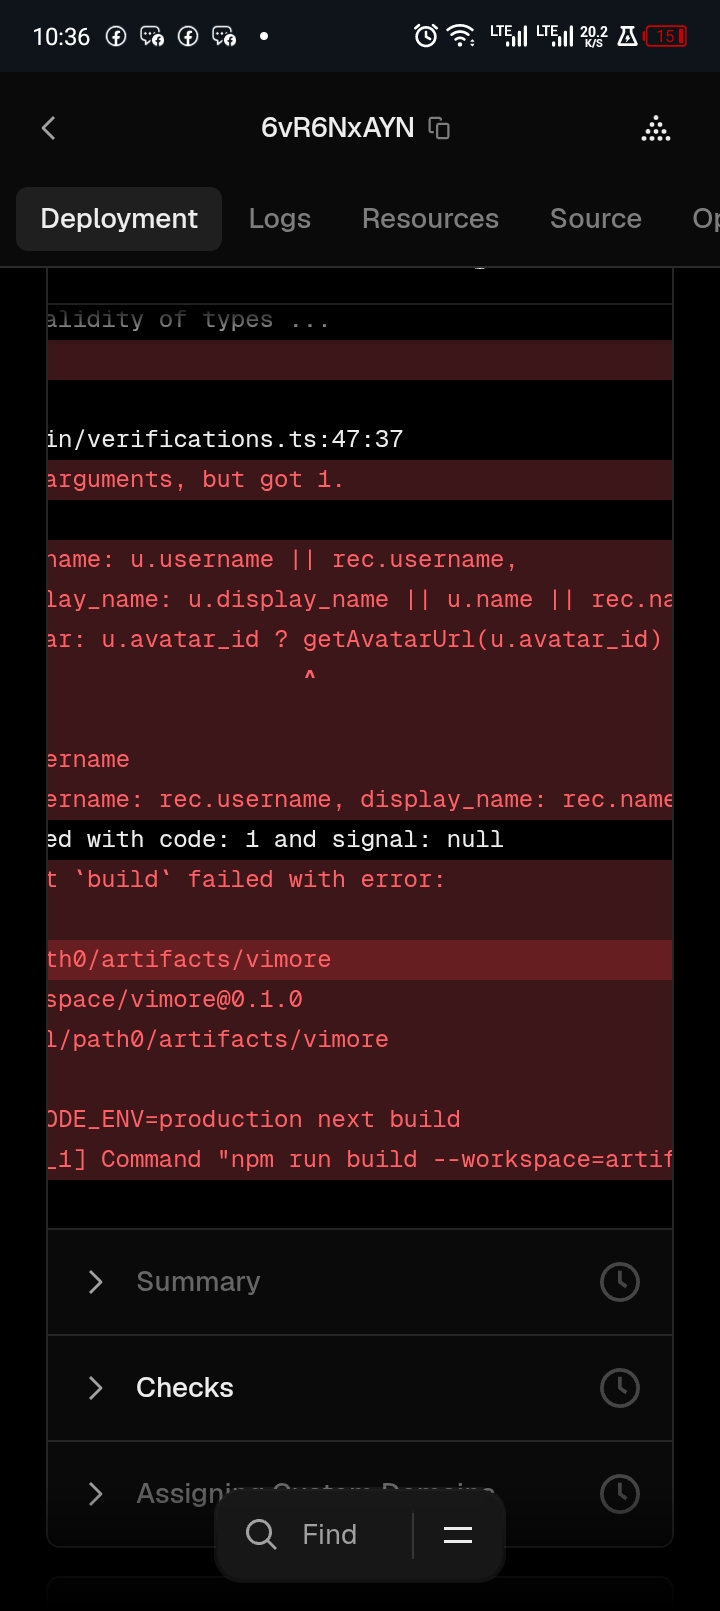 10:36
LTE LTE 20.2 K/S 15
6vR6NxAYN
Deployment Logs Resources Source Op
alidity of types ...
in/verifications.ts:47:37
arguments, but got 1.
name: u.username || rec.username,
lay_name: u.display_name || u.name || rec.na
ar: u.avatar_id ? getAvatarUrl(u.avatar_id)
^
ername
ername: rec.username, display_name: rec.name
ed with code: 1 and signal: null
t `build` failed with error:
th0/artifacts/vimore
space/vimore@0.1.0
l/path0/artifacts/vimore
ODE_ENV=production next build
_1] Command "npm run build --workspace=artif
Summary
Checks
Assigning Custom Domains
Find